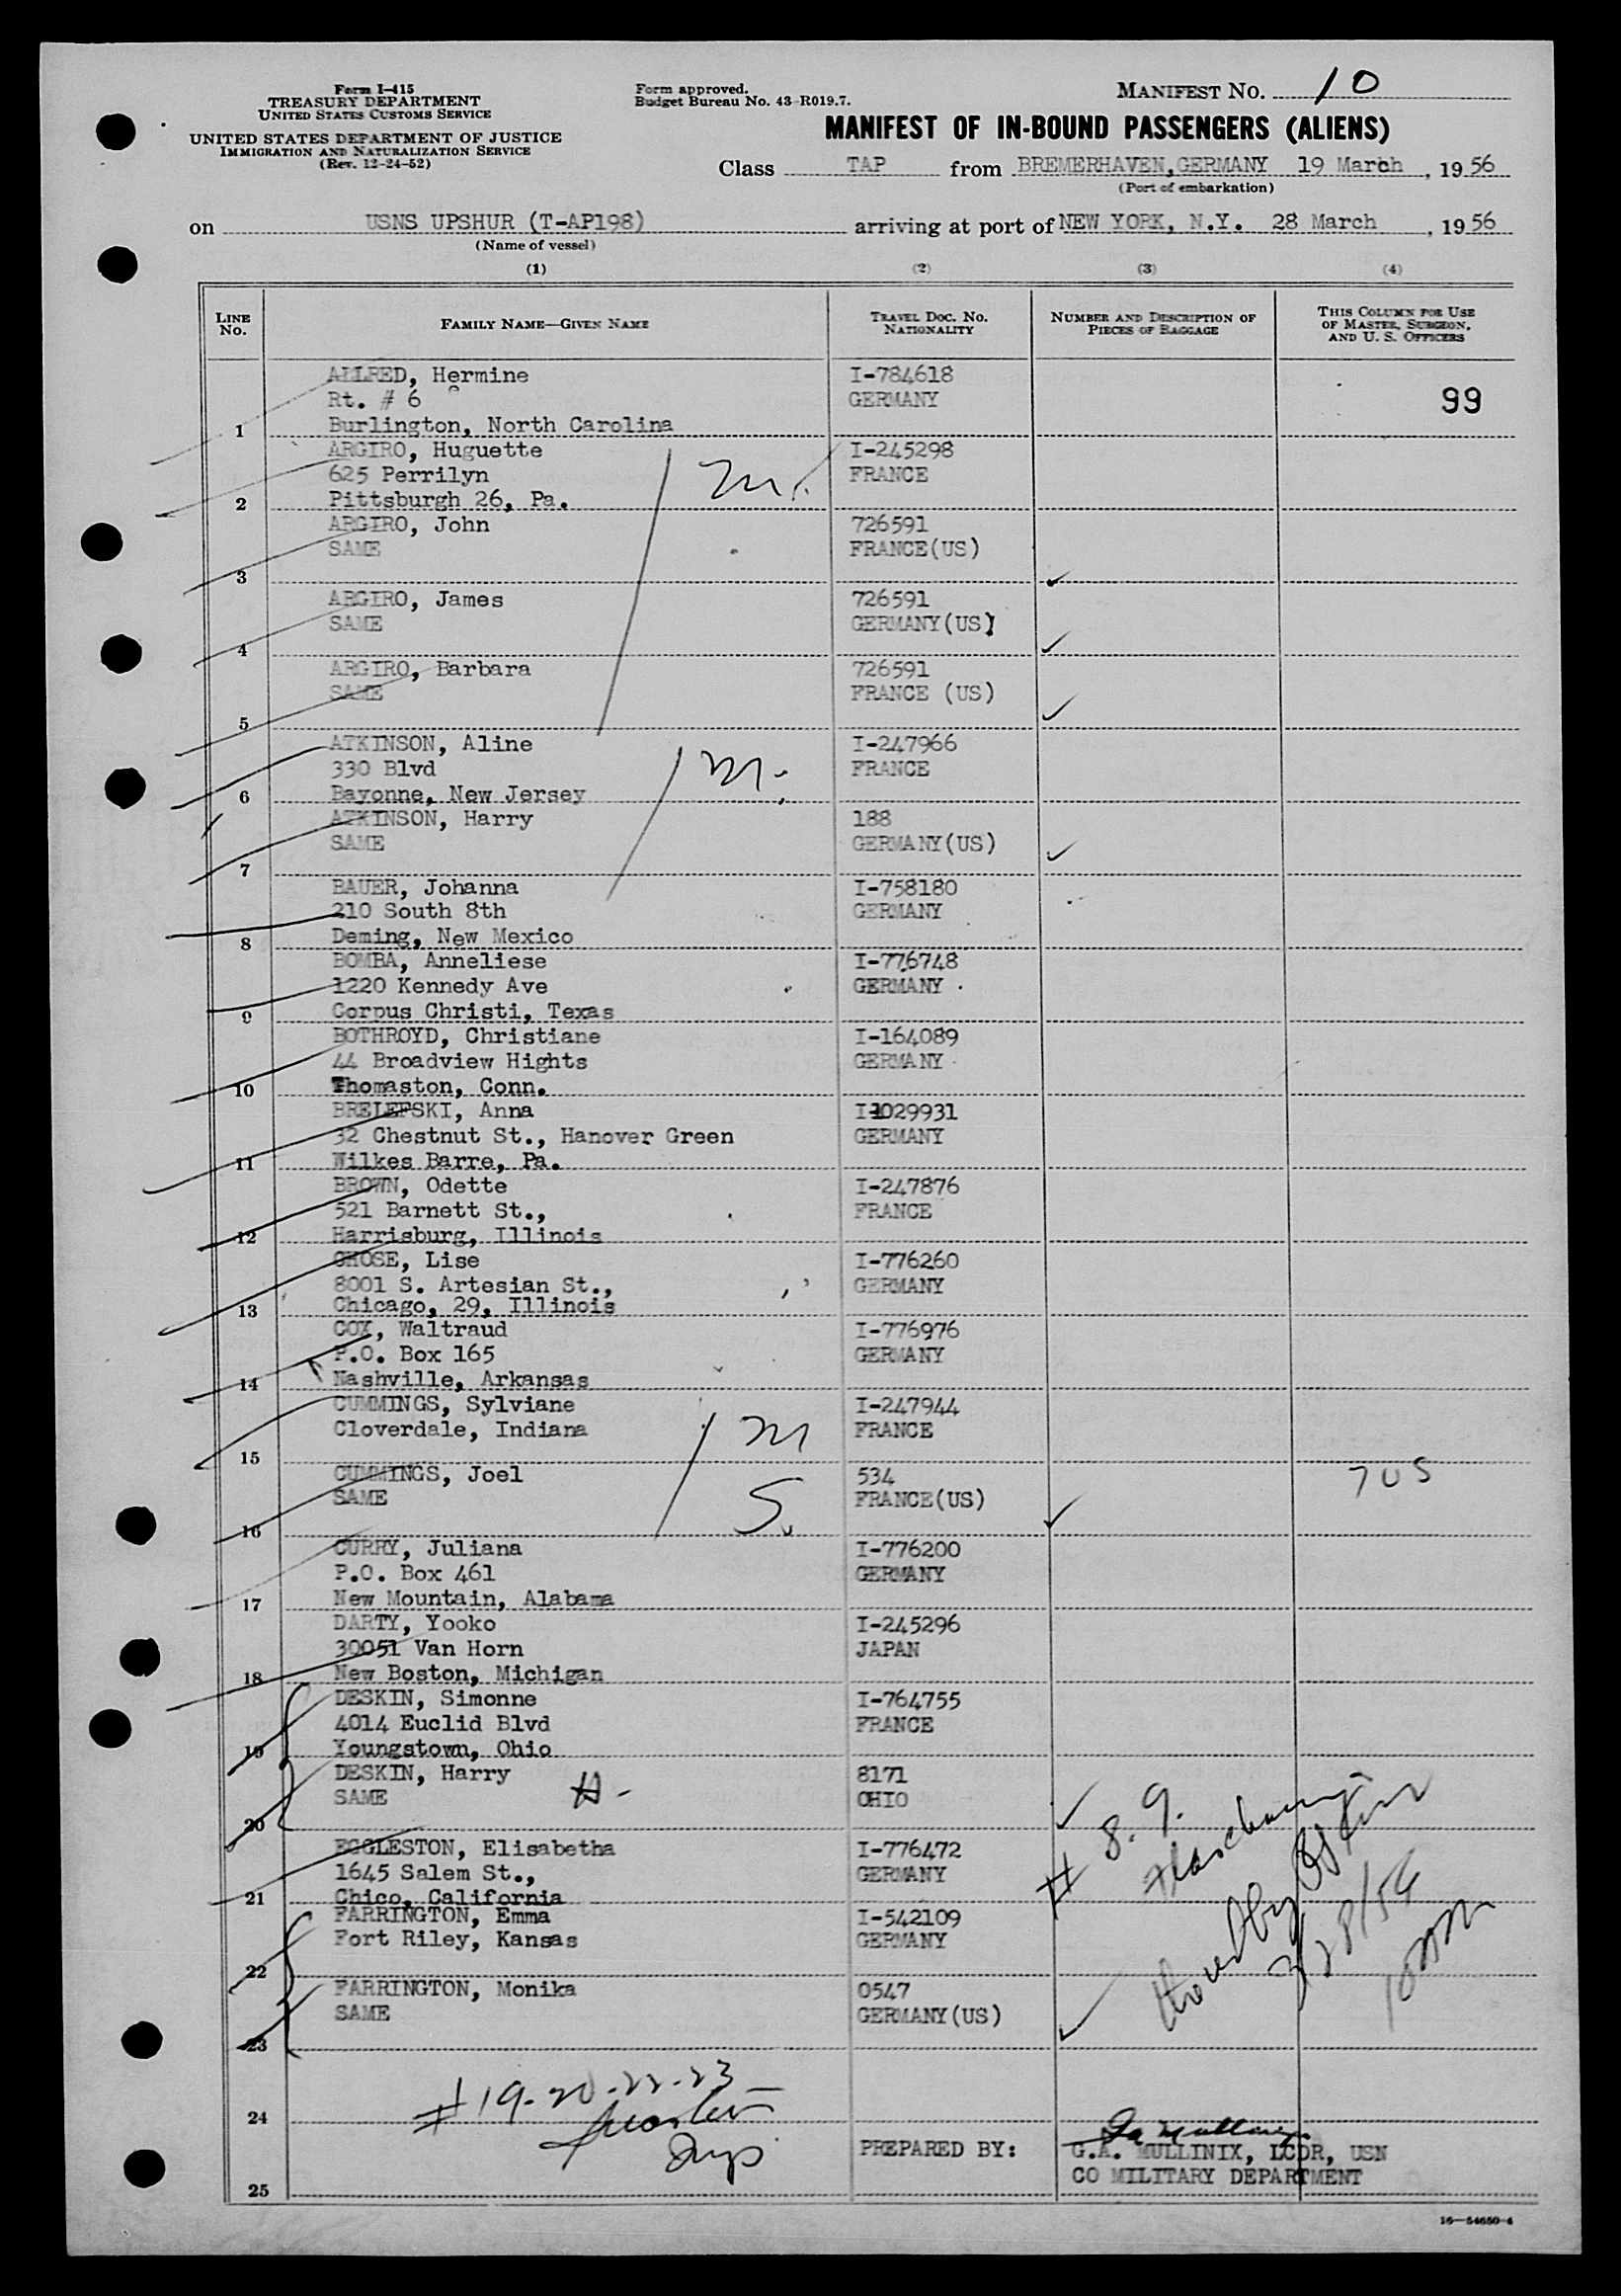 Form I-415
TREASURY DEPARTMENT
UNITED STATES CUSTOMS SERVICE
UNITED STATES DEPARTMENT OF JUSTICE
IMMIGRATION AND NATURALIZATION SERVICE
(Rev. 12-24-52)
Form approved.
Budget Bureau No. 43-R019.7.
MANIFEST NO. 10
MANIFEST OF IN-BOUND PASSENGERS (ALIENS)
Class TAP from BREMERHAVEN, GERMANY 19 March, 1956
(Port of embarkation)
on USNS UPSHUR (T-AP198) arriving at port of NEW YORK, N.Y. 28 March, 1956
(Name of vessel)
(1) (2) (3) (4)
LINE NO. FAMILY NAME—GIVEN NAME TRAVEL DOC. NO. NATIONALITY NUMBER AND DESCRIPTION OF PIECES OF BAGGAGE THIS COLUMN FOR USE OF MASTER, SURGEON, AND U. S. OFFICERS
ALLRED, Hermine I-784618
Rt. # 6 GERMANY 99
1 Burlington, North Carolina
ARGIRO, Huguette I-245298
625 Perrilyn M. FRANCE
2 Pittsburgh 26, Pa.
ARGIRO, John 726591
SAME FRANCE(US)
3
ARGIRO, James 726591
SAME GERMANY(US)
4
ARGIRO, Barbara 726591
SAME FRANCE (US)
5
ATKINSON, Aline I-247966
330 Blvd M. FRANCE
6 Bayonne, New Jersey
ATKINSON, Harry 188
SAME GERMANY(US)
7
BAUER, Johanna I-758180
210 South 8th GERMANY
8 Deming, New Mexico
BOMBA, Anneliese I-776748
1220 Kennedy Ave GERMANY
9 Corpus Christi, Texas
BOTHROYD, Christiane I-164089
44 Broadview Hights GERMANY
10 Thomaston, Conn.
BRELEFSKI, Anna I-1029931
32 Chestnut St., Hanover Green GERMANY
11 Wilkes Barre, Pa.
BROWN, Odette I-247876
521 Barnett St., FRANCE
12 Harrisburg, Illinois
CHOSE, Lise I-776260
8001 S. Artesian St., GERMANY
13 Chicago, 29, Illinois
COX, Waltraud I-776976
P.O. Box 165 GERMANY
14 Nashville, Arkansas
CUMMINGS, Sylviane I-247944
Cloverdale, Indiana M FRANCE
15
CUMMINGS, Joel 534 7 US
SAME S. FRANCE(US)
16
CURRY, Juliana I-776200
P.O. Box 461 GERMANY
17 New Mountain, Alabama
DARTY, Yooko I-245296
30051 Van Horn JAPAN
18 New Boston, Michigan
DESKIN, Simonne I-764755
4014 Euclid Blvd FRANCE
19 Youngstown, Ohio
DESKIN, Harry 8171
SAME OHIO
20
EGGLESTON, Elisabetha I-776472
1645 Salem St., GERMANY
21 Chico, California
FARRINGTON, Emma I-542109
Fort Riley, Kansas GERMANY
22
FARRINGTON, Monika 0547
SAME GERMANY(US)
23
# 8. 9.
3/28/56
#19-20-22-23
24
Insp
PREPARED BY: G.A. MULLINIX, LCDR, USN
CO MILITARY DEPARTMENT
25
16—54650-4